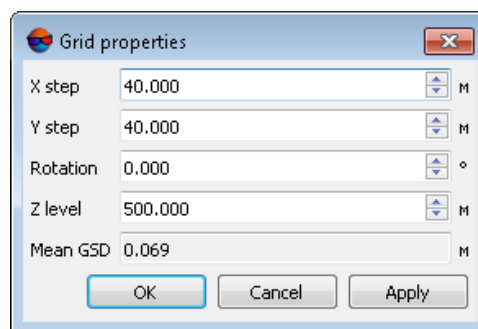 Grid properties
X step 40.000 м
Y step 40.000 м
Rotation 0.000 °
Z level 500.000 м
Mean GSD 0.069 м
OK Cancel Apply